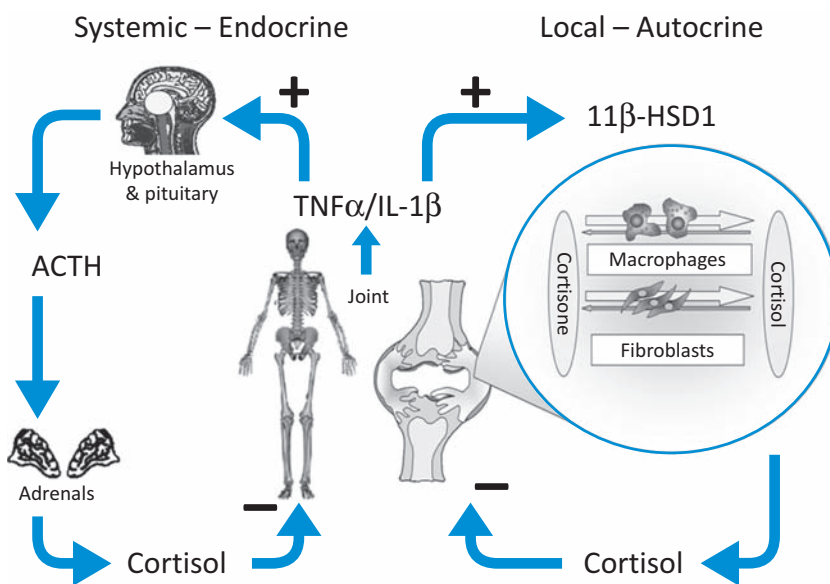 Systemic – Endocrine
Local – Autocrine
+
+
11β-HSD1
Hypothalamus
& pituitary
TNFα/IL-1β
ACTH
Joint
Cortisone
Macrophages
Fibroblasts
Cortisol
Adrenals
–
–
Cortisol
Cortisol